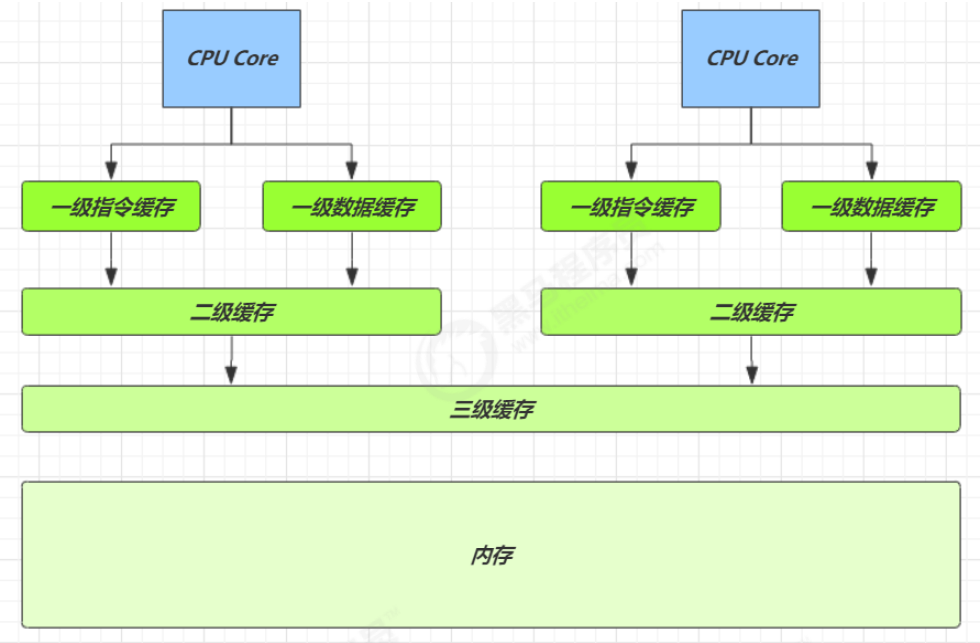 CPU Core
CPU Core
一级指令缓存
一级数据缓存
一级指令缓存
一级数据缓存
二级缓存
二级缓存
三级缓存
内存